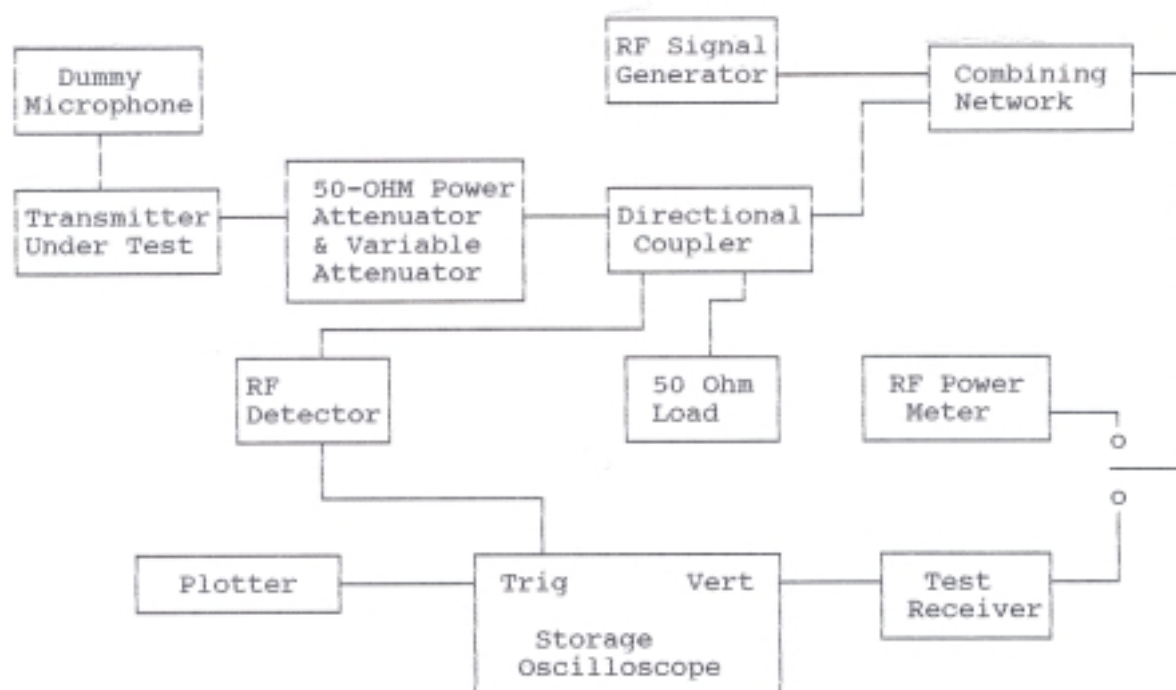 Dummy
Microphone
RF Signal
Generator
Combining
Network
Transmitter
Under Test
50-OHM Power
Attenuator
& Variable
Attenuator
Directional
Coupler
RF
Detector
50 Ohm
Load
RF Power
Meter
Plotter
Trig
Vert
Storage
Oscilloscope
Test
Receiver